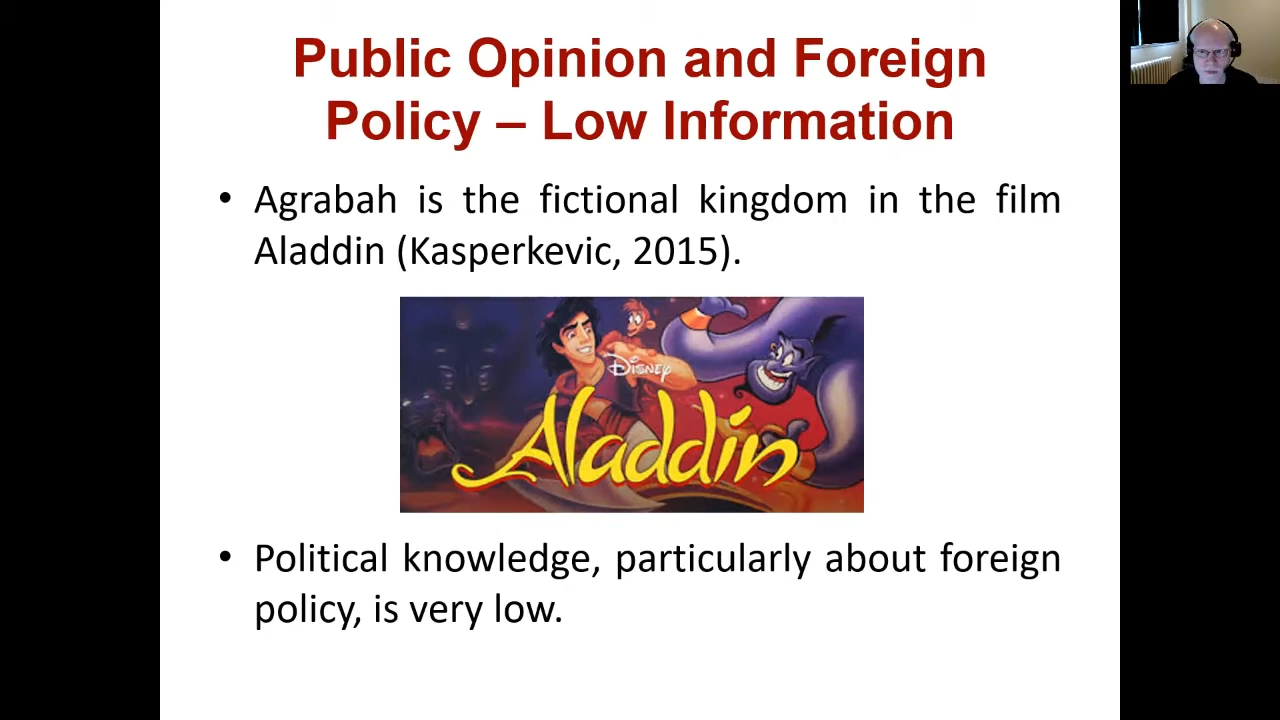 Public Opinion and Foreign
Policy – Low Information
• Agrabah is the fictional kingdom in the film
Aladdin (Kasperkevic, 2015).
Disney
Aladdin
• Political knowledge, particularly about foreign
policy, is very low.